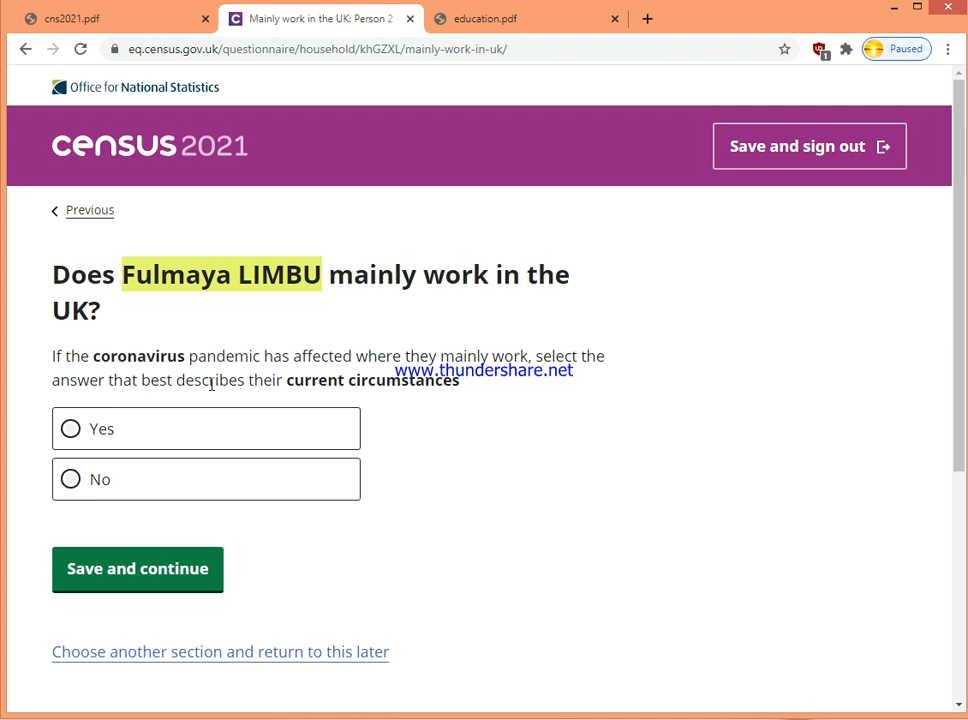 cns2021.pdf
Mainly work in the UK: Person 2
education.pdf
eq.census.gov.uk/questionnaire/household/khGZXL/mainly-work-in-uk/
1
Paused
Office for National Statistics
census 2021
Save and sign out
Previous
Does Fulmaya LIMBU mainly work in the
UK?
If the coronavirus pandemic has affected where they mainly work, select the
www.thundershare.net
answer that best describes their current circumstances
Yes
No
Save and continue
Choose another section and return to this later